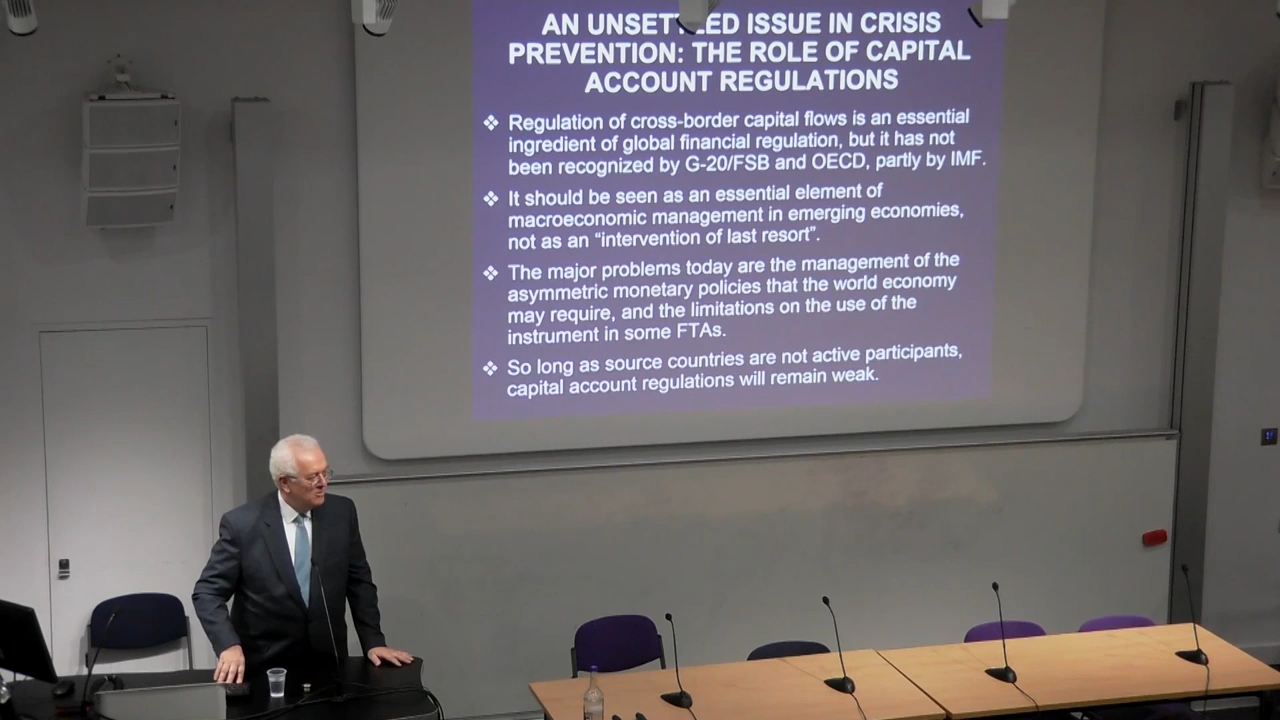 AN UNSETTLED ISSUE IN CRISIS
PREVENTION: THE ROLE OF CAPITAL
ACCOUNT REGULATIONS
❖ Regulation of cross-border capital flows is an essential
ingredient of global financial regulation, but it has not
been recognized by G-20/FSB and OECD, partly by IMF.
❖ It should be seen as an essential element of
macroeconomic management in emerging economies,
not as an “intervention of last resort”.
❖ The major problems today are the management of the
asymmetric monetary policies that the world economy
may require, and the limitations on the use of the
instrument in some FTAs.
❖ So long as source countries are not active participants,
capital account regulations will remain weak.